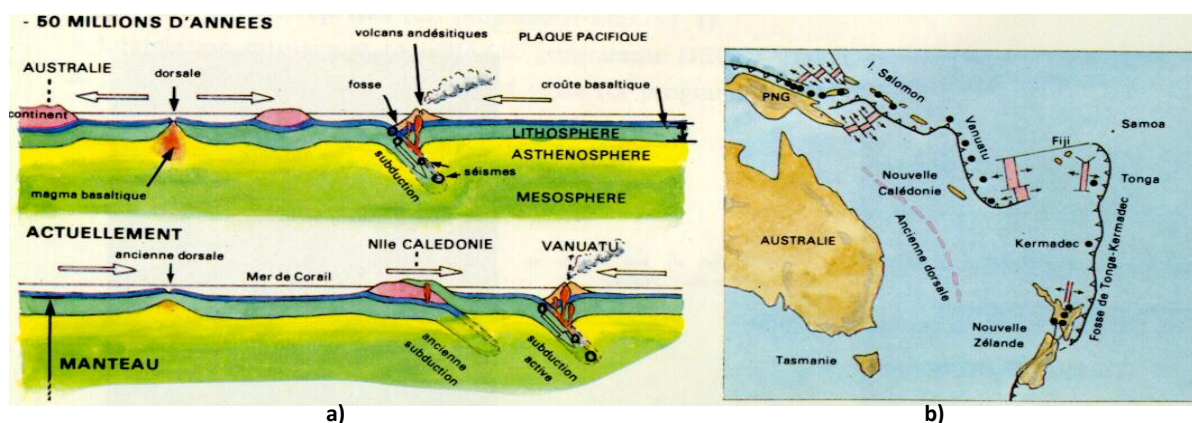 - 50 MILLIONS D'ANNEES
volcans andésitiques
PLAQUE PACIFIQUE
AUSTRALIE
dorsale
fosse
croûte basaltique
continent
LITHOSPHERE
ASTHENOSPHERE
subduction
séismes
magma basaltique
MESOSPHERE
ACTUELLEMENT
ancienne dorsale
Mer de Corail
Nlle CALEDONIE
VANUATU
MANTEAU
ancienne
subduction
subduction
active
a)
PNG
I. Salomon
Vanuatu
Samoa
Fiji
Nouvelle
Calédonie
Tonga
AUSTRALIE
Ancienne dorsale
Kermadec
Fosse de Tonga-Kermadec
Nouvelle
Zélande
Tasmanie
b)